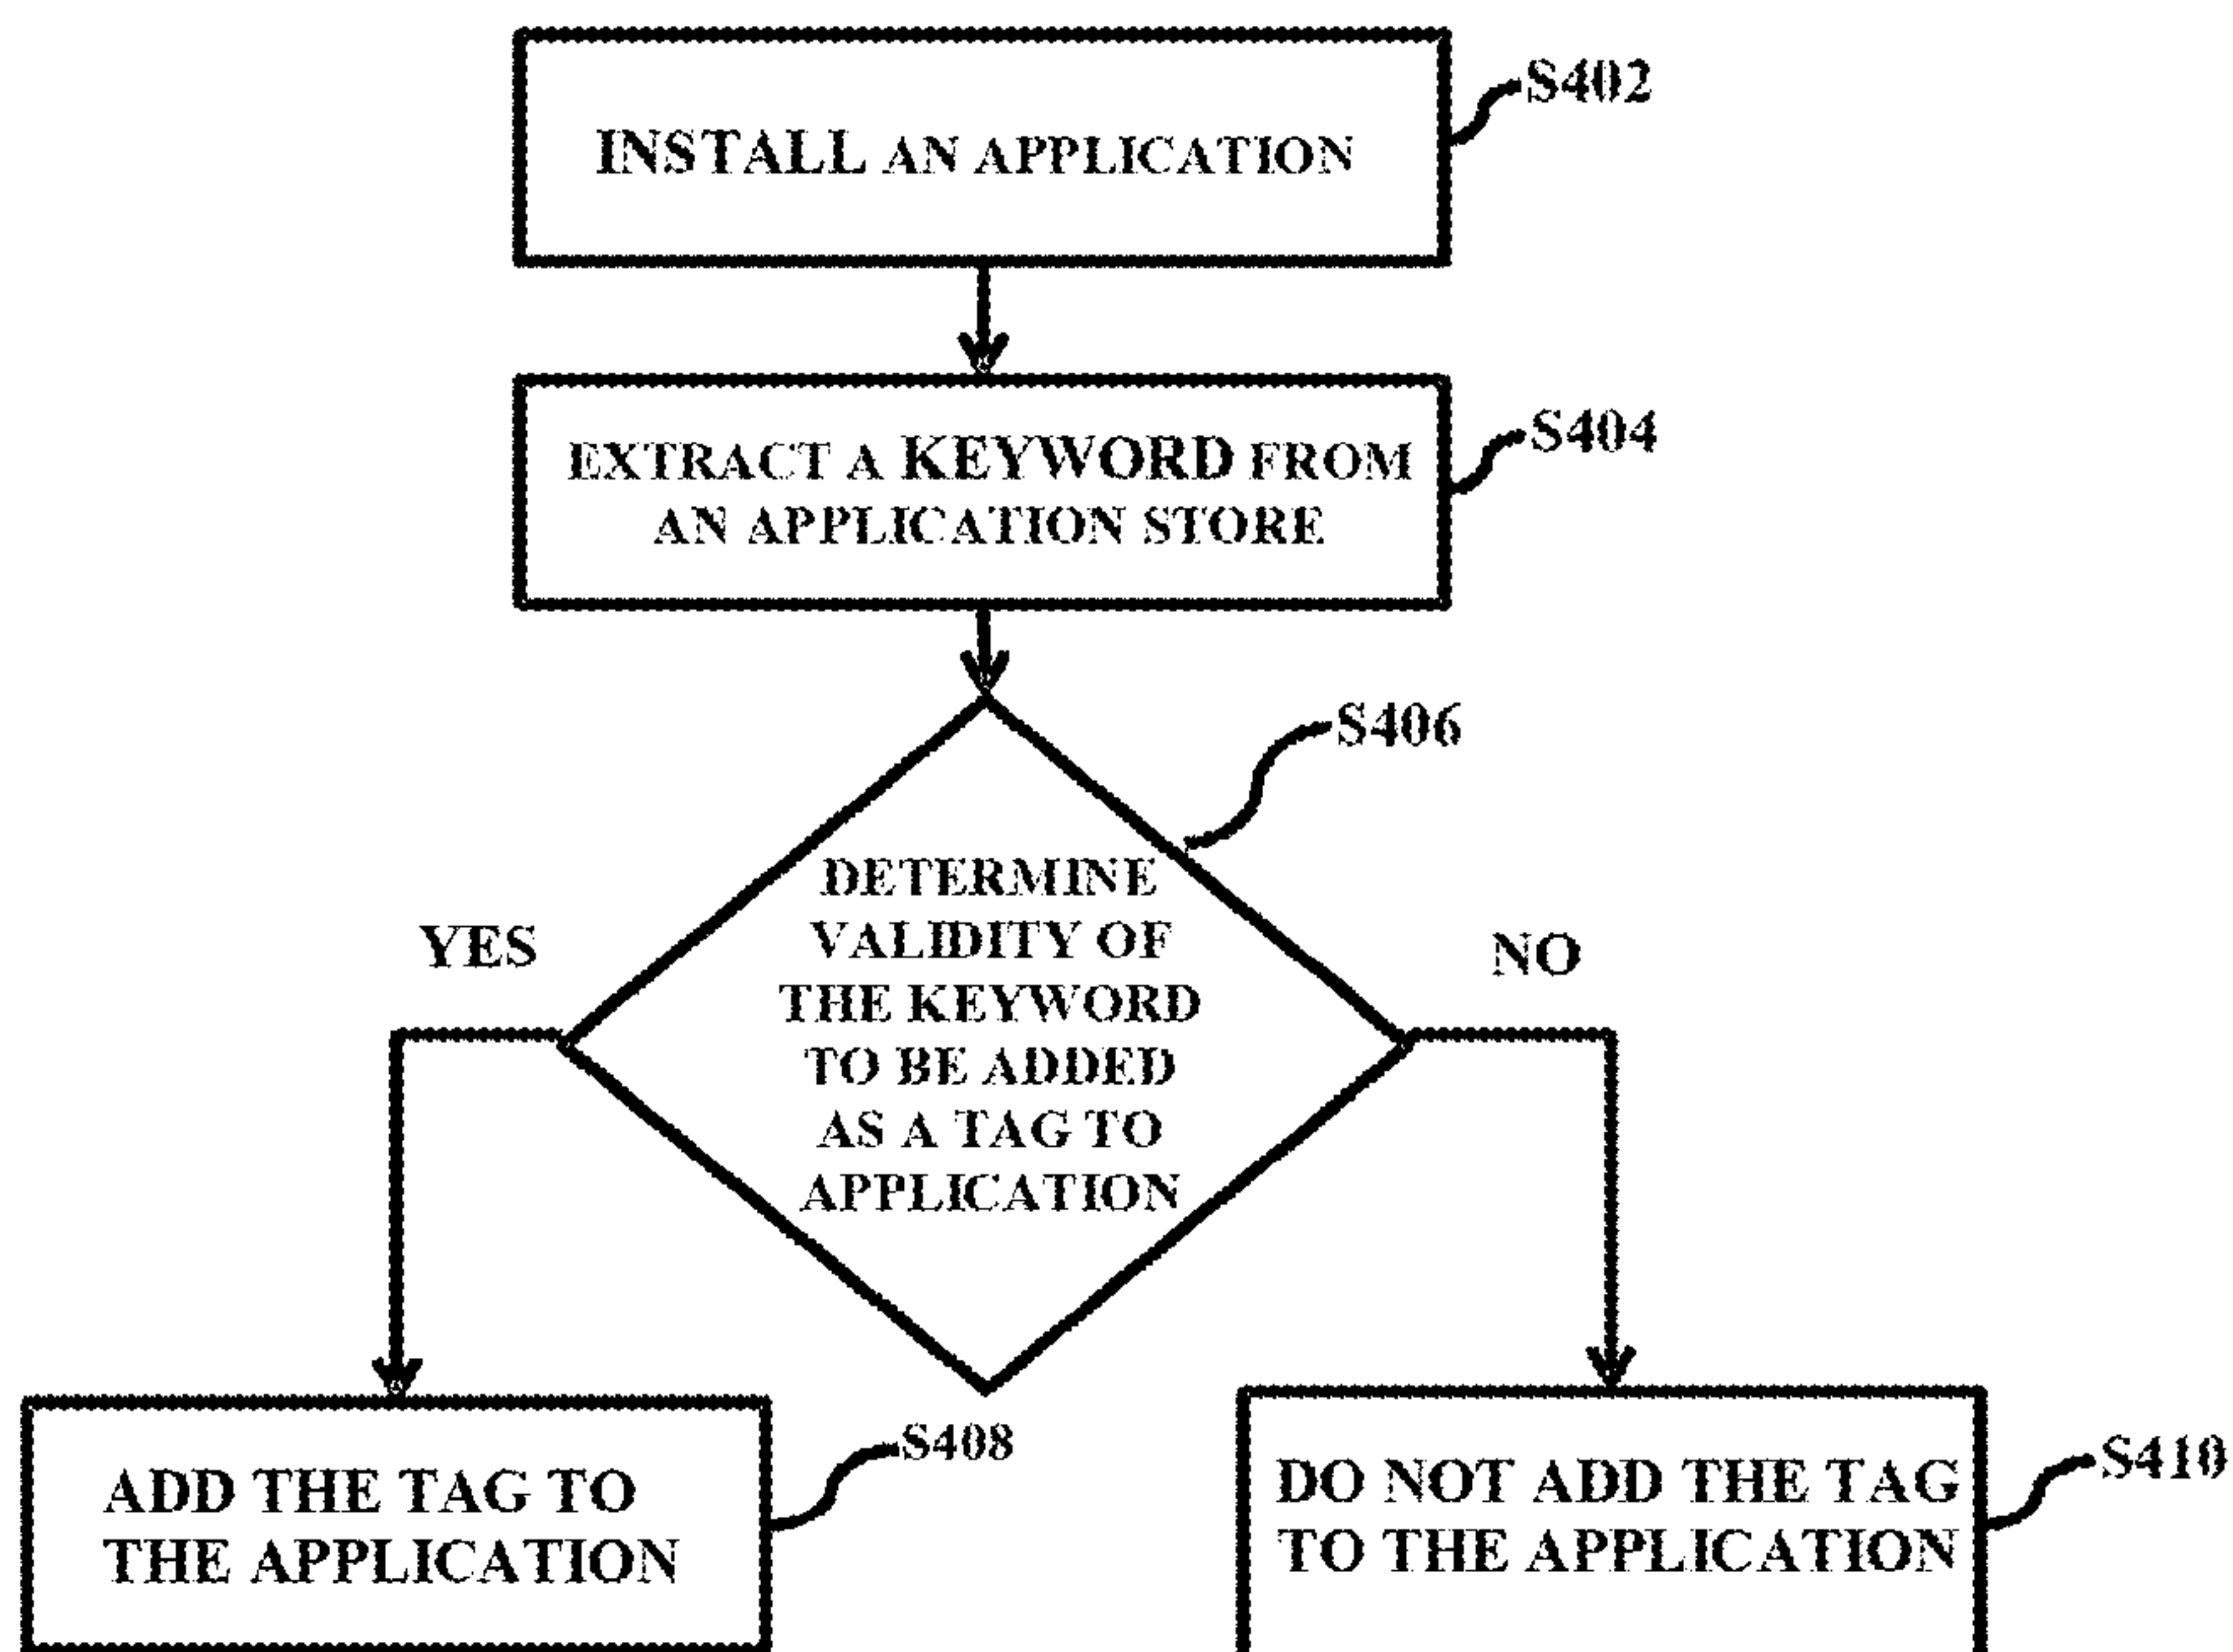 INSTALL AN APPLICATION
S402
EXTRACT A KEYWORD FROM
AN APPLICATION STORE
S404
DETERMINE
VALIDITY OF
THE KEYWORD
TO BE ADDED
AS A TAG TO
APPLICATION
S406
YES
NO
ADD THE TAG TO
THE APPLICATION
S408
DO NOT ADD THE TAG
TO THE APPLICATION
S410